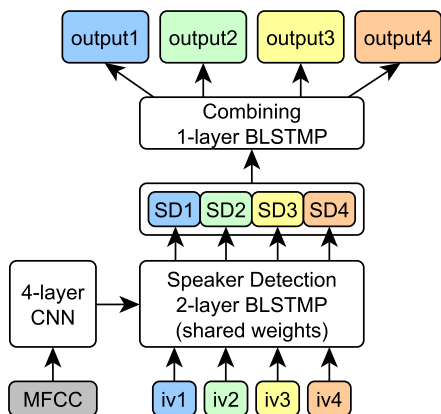 output1 output2 output3 output4
Combining
1-layer BLSTMP
SD1 SD2 SD3 SD4
4-layer
CNN
Speaker Detection
2-layer BLSTMP
(shared weights)
MFCC iv1 iv2 iv3 iv4